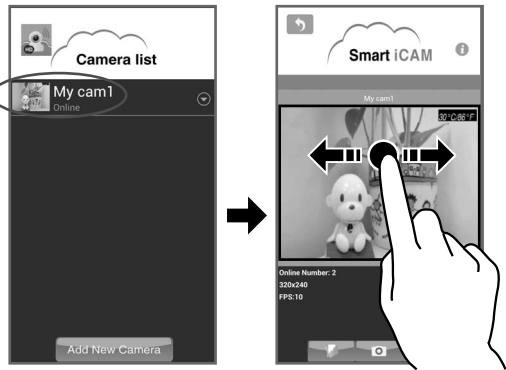 HD
Camera list
My cam1
Online
Add New Camera
Smart iCAM
i
My cam1
30°C/86°F
Online Number: 2
320x240
FPS:10